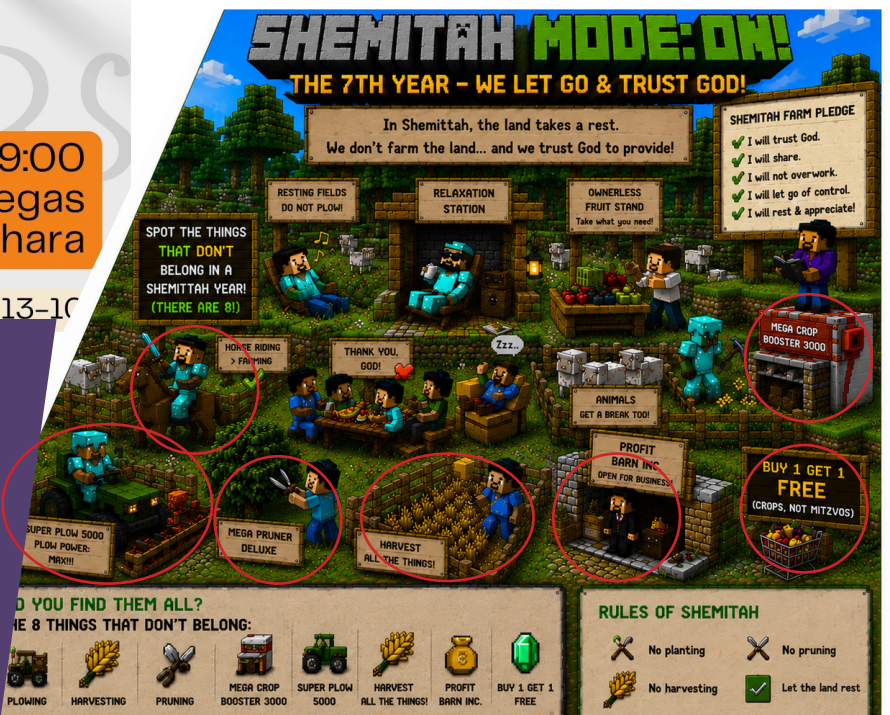 9:00
egas
hara
13–10
SHEMITAH MODE: ON!
THE 7TH YEAR – WE LET GO & TRUST GOD!
In Shemittah, the land takes a rest.
We don't farm the land... and we trust God to provide!
SHEMITAH FARM PLEDGE
I will trust God.
I will share.
I will not overwork.
I will let go of control.
I will rest & appreciate!
RESTING FIELDS
DO NOT PLOW!
RELAXATION
STATION
OWNERLESS
FRUIT STAND
Take what you need!
SPOT THE THINGS
THAT DON'T
BELONG IN A
SHEMITTAH YEAR!
(THERE ARE 8!)
HORSE RIDING
> FARMING
THANK YOU,
GOD!
Zzz..
ANIMALS
GET A BREAK TOO!
MEGA CROP
BOOSTER 3000
SUPER PLOW 5000
PLOW POWER:
MAX!!!
MEGA PRUNER
DELUXE
HARVEST
ALL THE THINGS!
PROFIT
BARN INC
OPEN FOR BUSINESS!
BUY 1 GET 1
FREE
(CROPS, NOT MITZVOS)
D YOU FIND THEM ALL?
HE 8 THINGS THAT DON'T BELONG:
PLOWING
HARVESTING
PRUNING
MEGA CROP
BOOSTER 3000
SUPER PLOW
5000
HARVEST
ALL THE THINGS!
PROFIT
BARN INC.
BUY 1 GET 1
FREE
RULES OF SHEMITAH
No planting
No pruning
No harvesting
Let the land rest